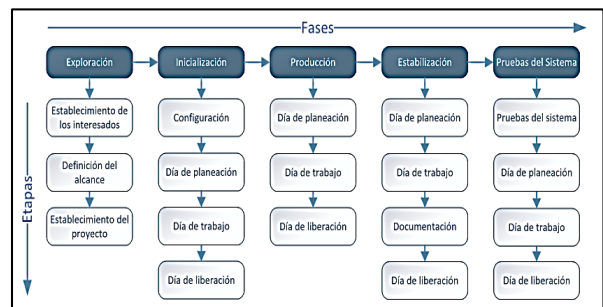 Fases
Exploración
Inicialización
Producción
Estabilización
Pruebas del Sistema
Etapas
Establecimiento de
los interesados
Definición del
alcance
Establecimiento del
proyecto
Configuración
Día de planeación
Día de trabajo
Día de liberación
Día de planeación
Día de trabajo
Día de liberación
Día de planeación
Día de trabajo
Documentación
Día de liberación
Pruebas del sistema
Día de planeación
Día de trabajo
Día de liberación